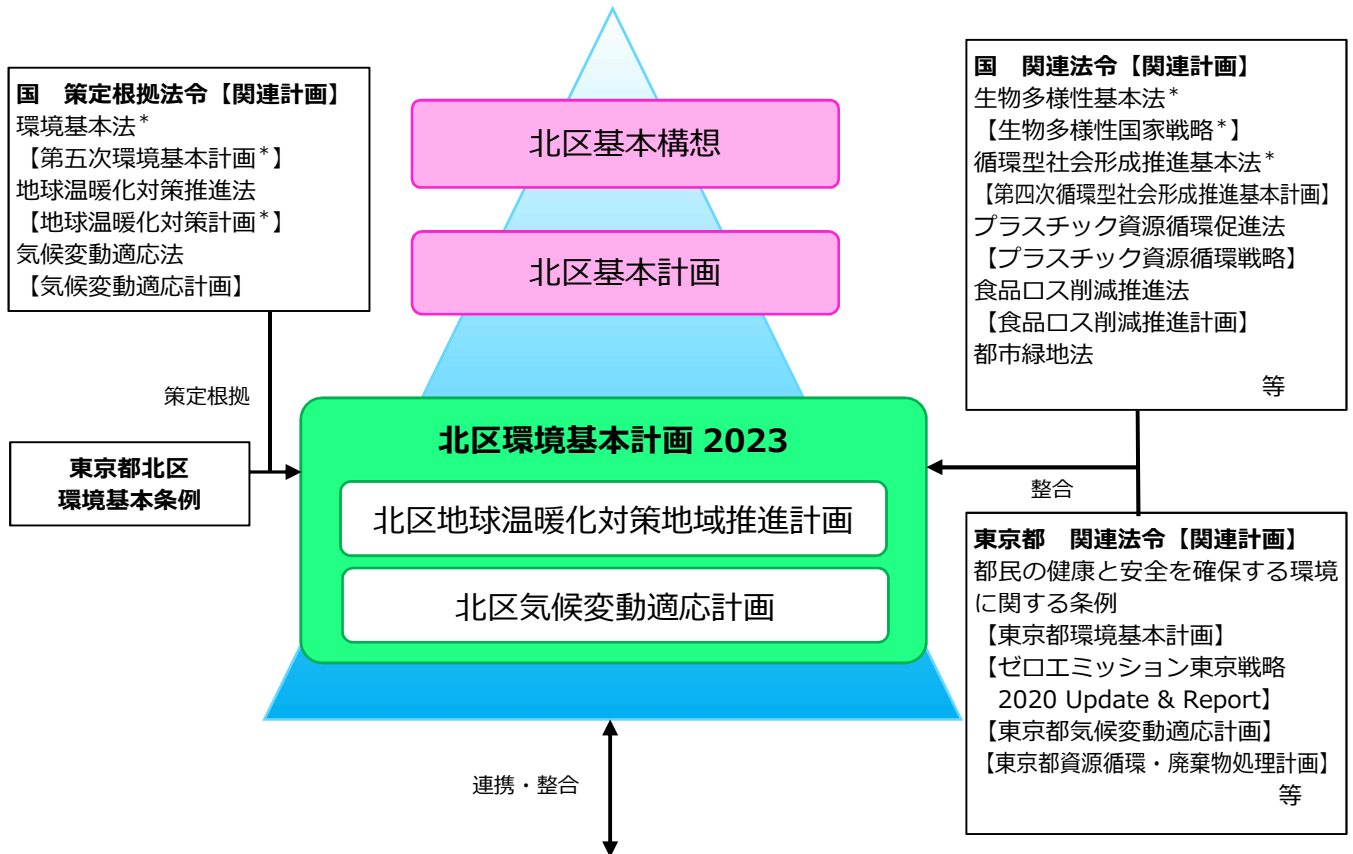 北区基本構想
北区基本計画
国　策定根拠法令【関連計画】
環境基本法*
【第五次環境基本計画*】
地球温暖化対策推進法
【地球温暖化対策計画*】
気候変動適応法
【気候変動適応計画】
策定根拠
東京都北区
環境基本条例
北区環境基本計画 2023
北区地球温暖化対策地域推進計画
北区気候変動適応計画
国　関連法令【関連計画】
生物多様性基本法*
【生物多様性国家戦略*】
循環型社会形成推進基本法*
【第四次循環型社会形成推進基本計画】
プラスチック資源循環促進法
【プラスチック資源循環戦略】
食品ロス削減推進法
【食品ロス削減推進計画】
都市緑地法
等
整合
東京都　関連法令【関連計画】
都民の健康と安全を確保する環境
に関する条例
【東京都環境基本計画】
【ゼロエミッション東京戦略
2020 Update & Report】
【東京都気候変動適応計画】
【東京都資源循環・廃棄物処理計画】
等
連携・整合